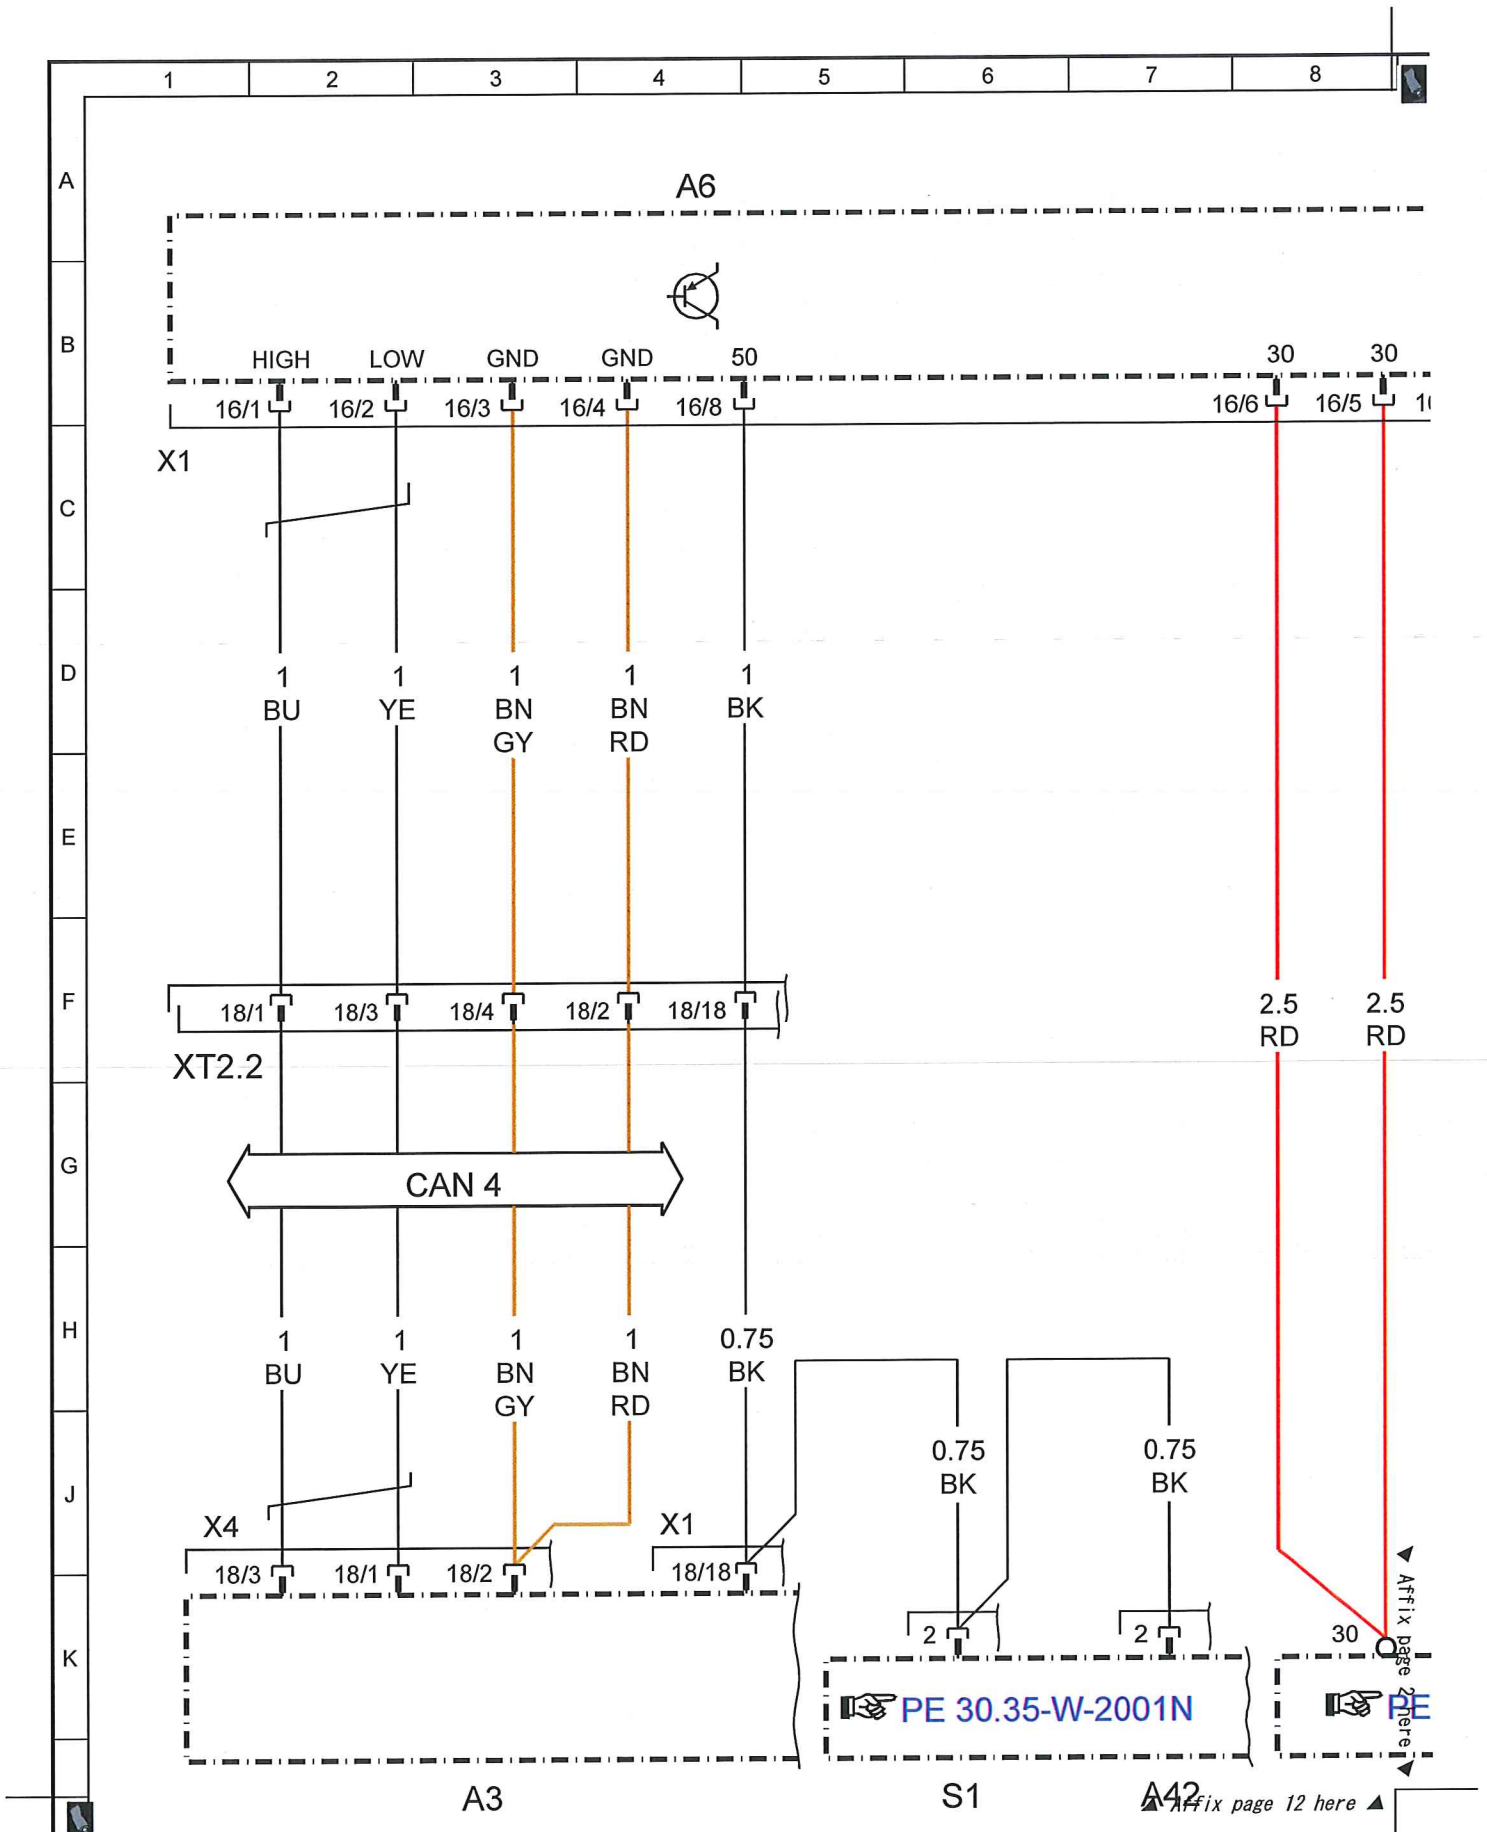 1 2 3 4 5 6 7 8
A
A6
B
HIGH LOW GND GND 50 30 30
16/1 16/2 16/3 16/4 16/8 16/6 16/5
X1
C
D
1 1 1 1 1
BU YE BN BN BK
GY RD
E
F
18/1 18/3 18/4 18/2 18/18
2.5 2.5
RD RD
XT2.2
G
CAN 4
H
1 1 1 1 0.75
BU YE BN BN BK
GY RD
0.75 0.75
BK BK
J
X4 X1
18/3 18/1 18/2 18/18
2 2 30
K
PE 30.35-W-2001N PE
▲ Affix page 2 here ▲
A3 S1 A42
▲ Affix page 12 here ▲